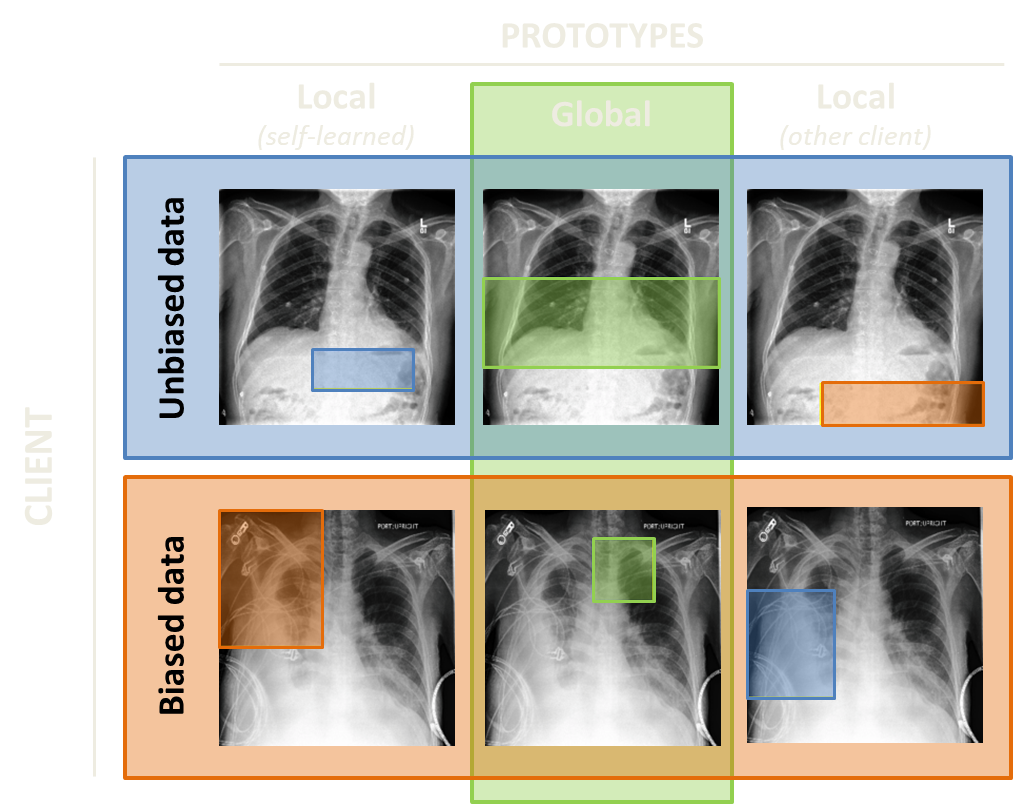 PROTOTYPES
Local
(self-learned)
Global
Local
(other client)
CLIENT
Unbiased data
L
Biased data
PORT:UPRIGHT
PORT:UPRIGHT
PORT:UPRIGHT